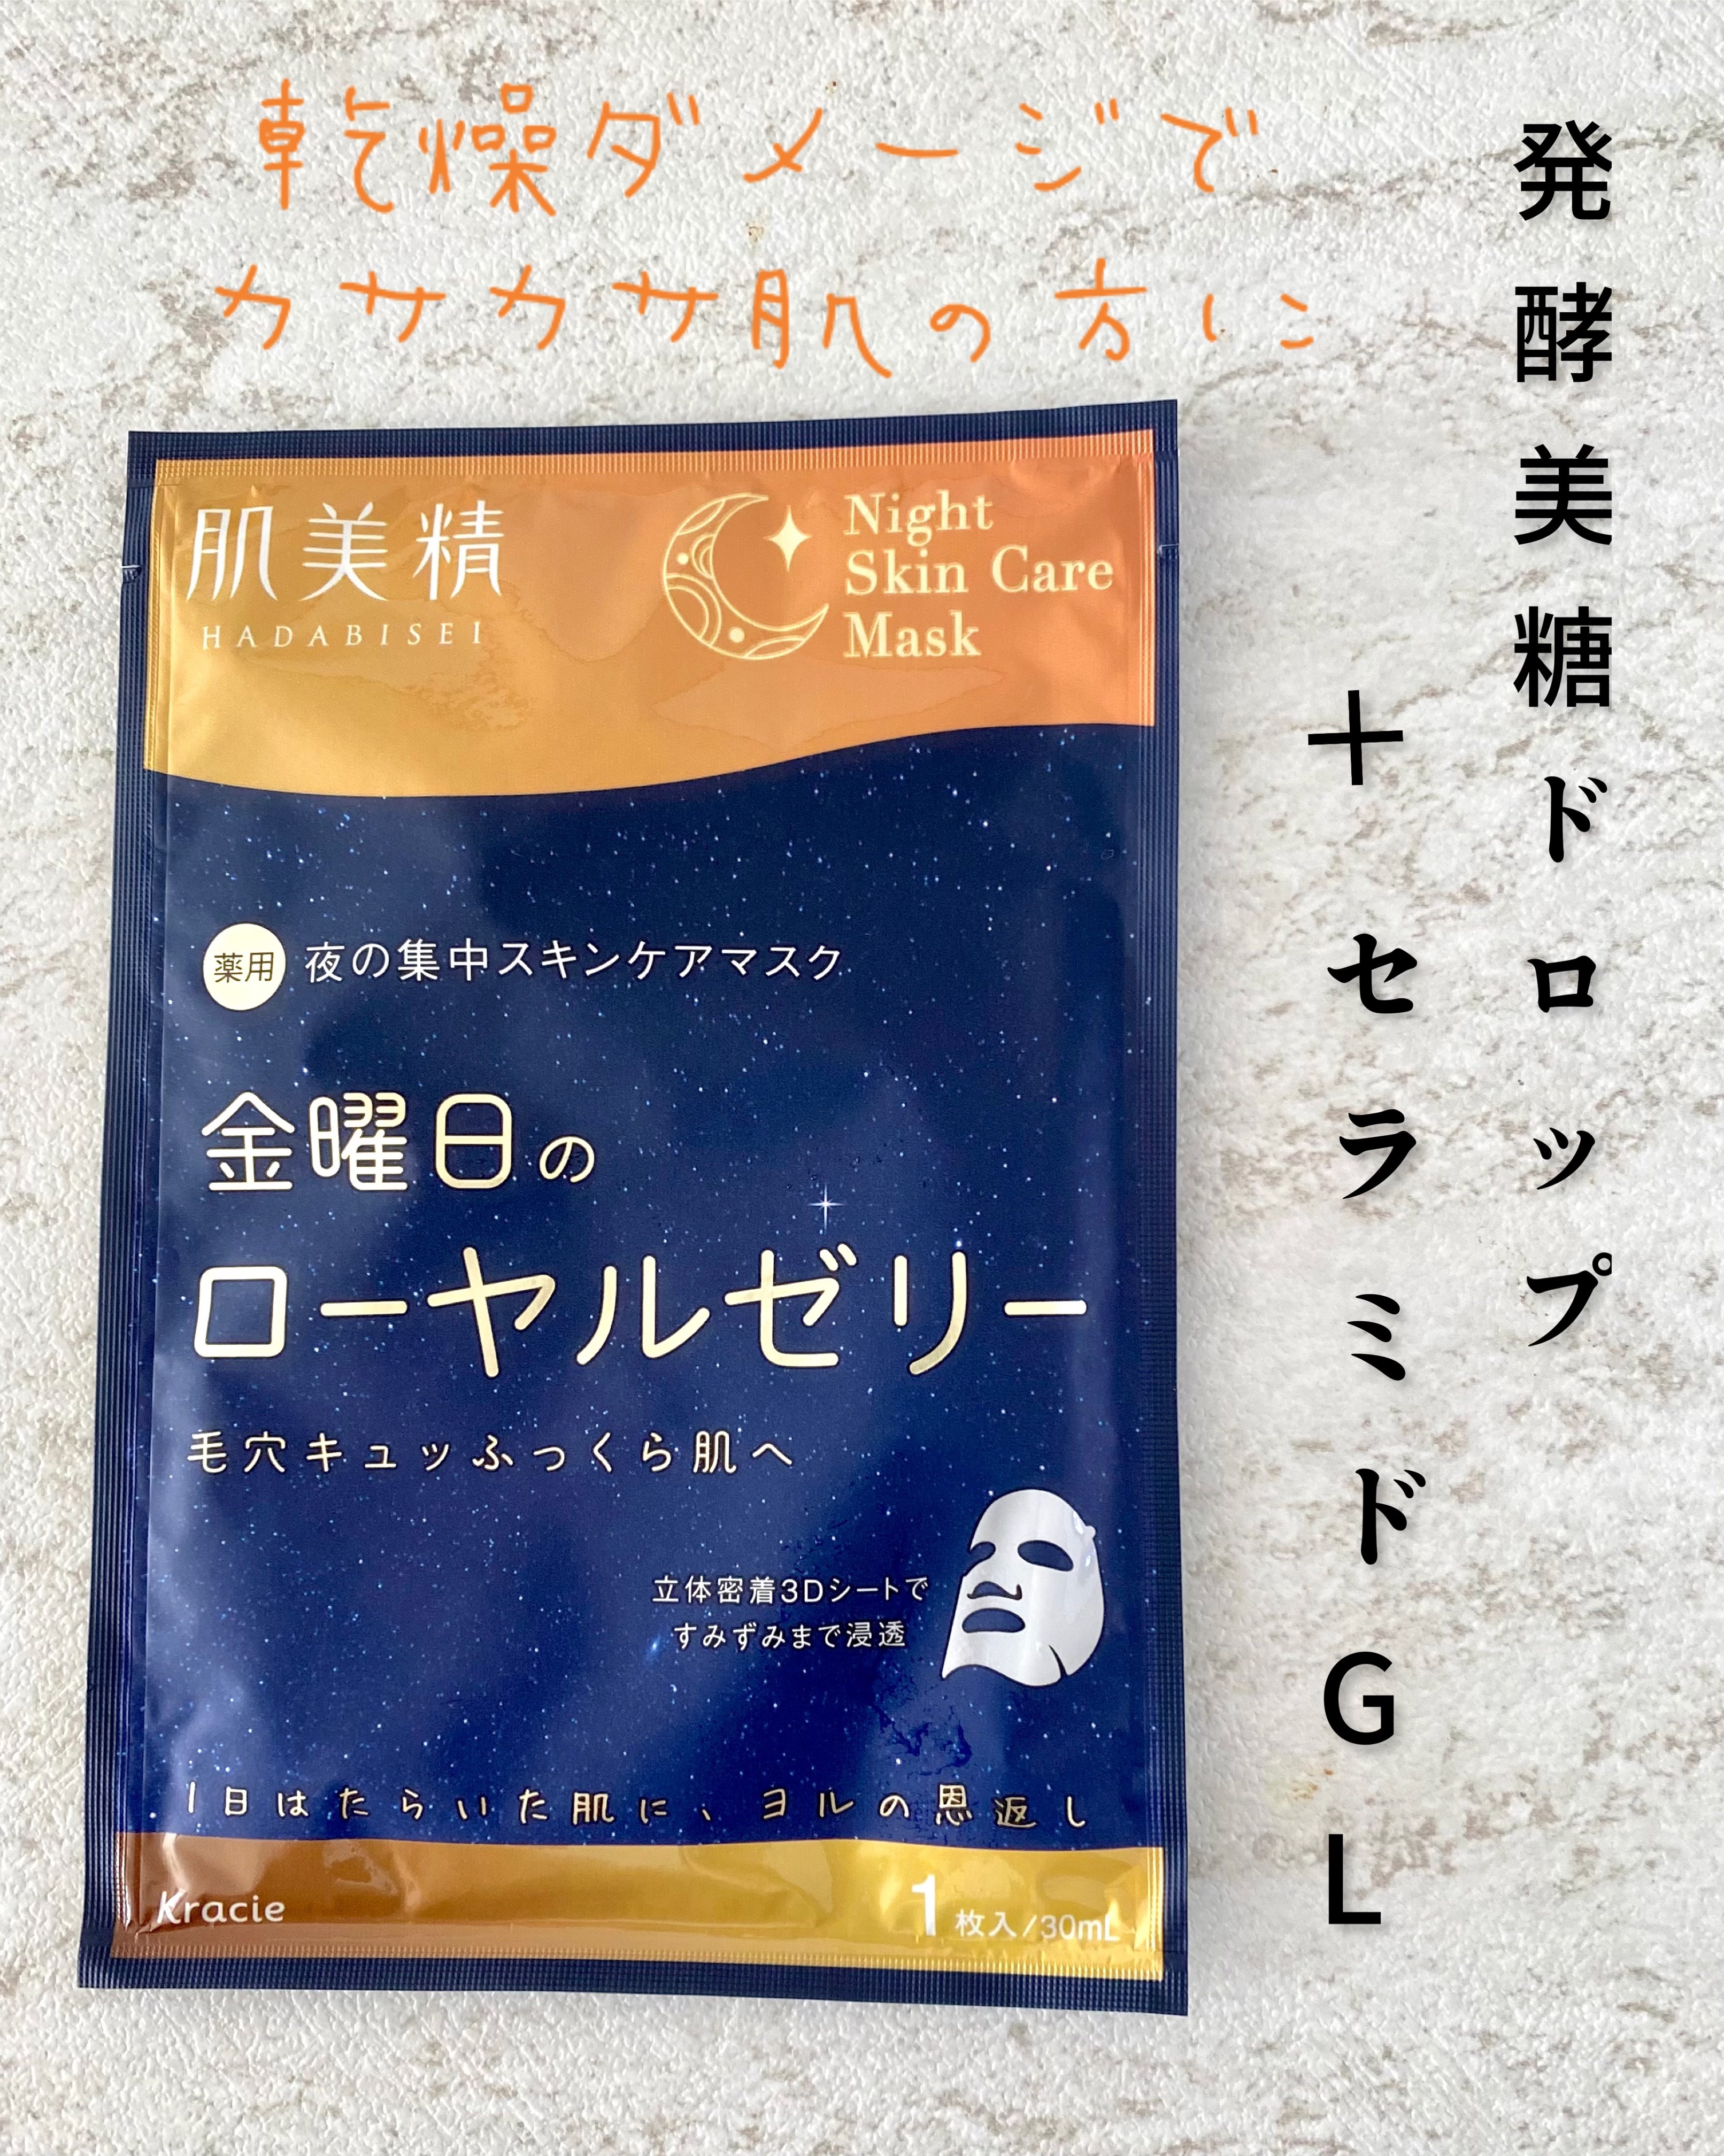 乾燥ダメージで
カサカサ肌の方に
発酵美糖ドロップ
＋セラミドGL
肌美精
HADABISEI
Night
Skin Care
Mask
薬用 夜の集中スキンケアマスク
金曜日の
ローヤルゼリー
毛穴キュッふっくら肌へ
立体密着3Dシートで
すみずみまで浸透
1日はたらいた肌に、ヨルの恩返し
Kracie
1枚入/30mL